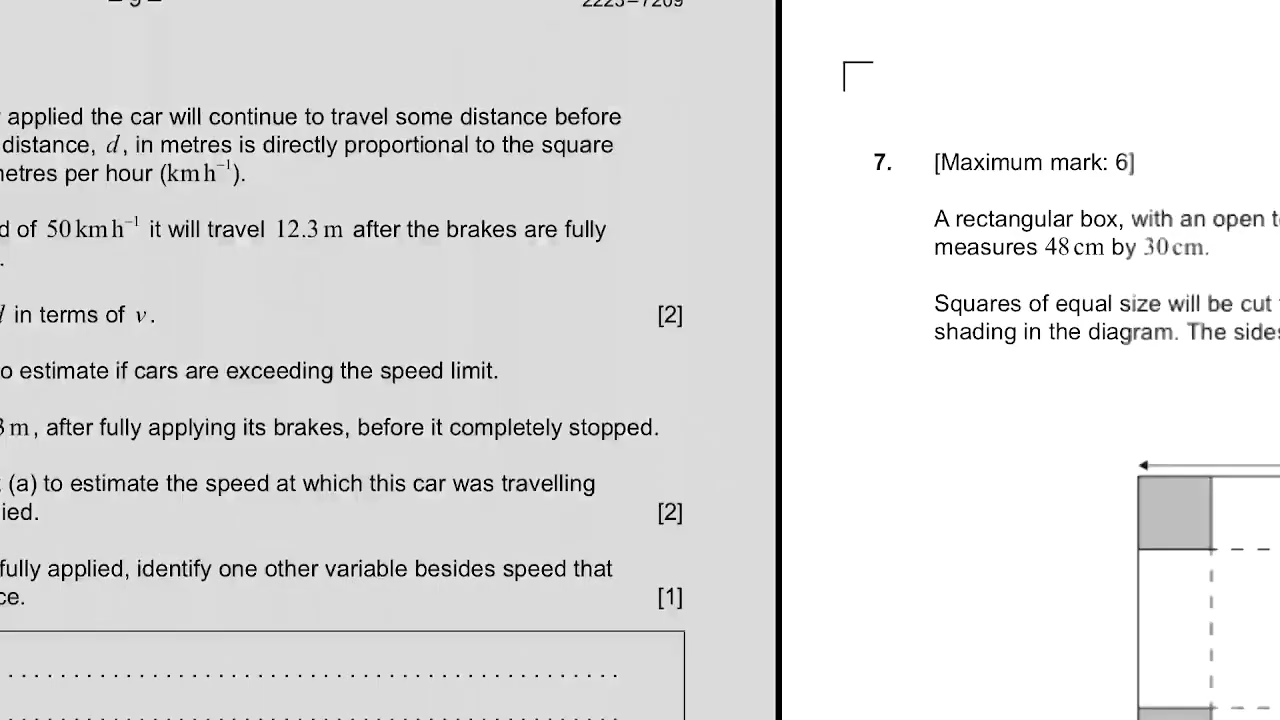 applied the car will continue to travel some distance before
distance, d, in metres is directly proportional to the square
etres per hour (km h⁻¹).
d of 50 km h⁻¹ it will travel 12.3 m after the brakes are fully
.
in terms of v.
[2]
o estimate if cars are exceeding the speed limit.
m, after fully applying its brakes, before it completely stopped.
(a) to estimate the speed at which this car was travelling
ied.
[2]
fully applied, identify one other variable besides speed that
ce.
[1]
7. [Maximum mark: 6]
A rectangular box, with an open t
measures 48 cm by 30 cm.
Squares of equal size will be cut
shading in the diagram. The sides